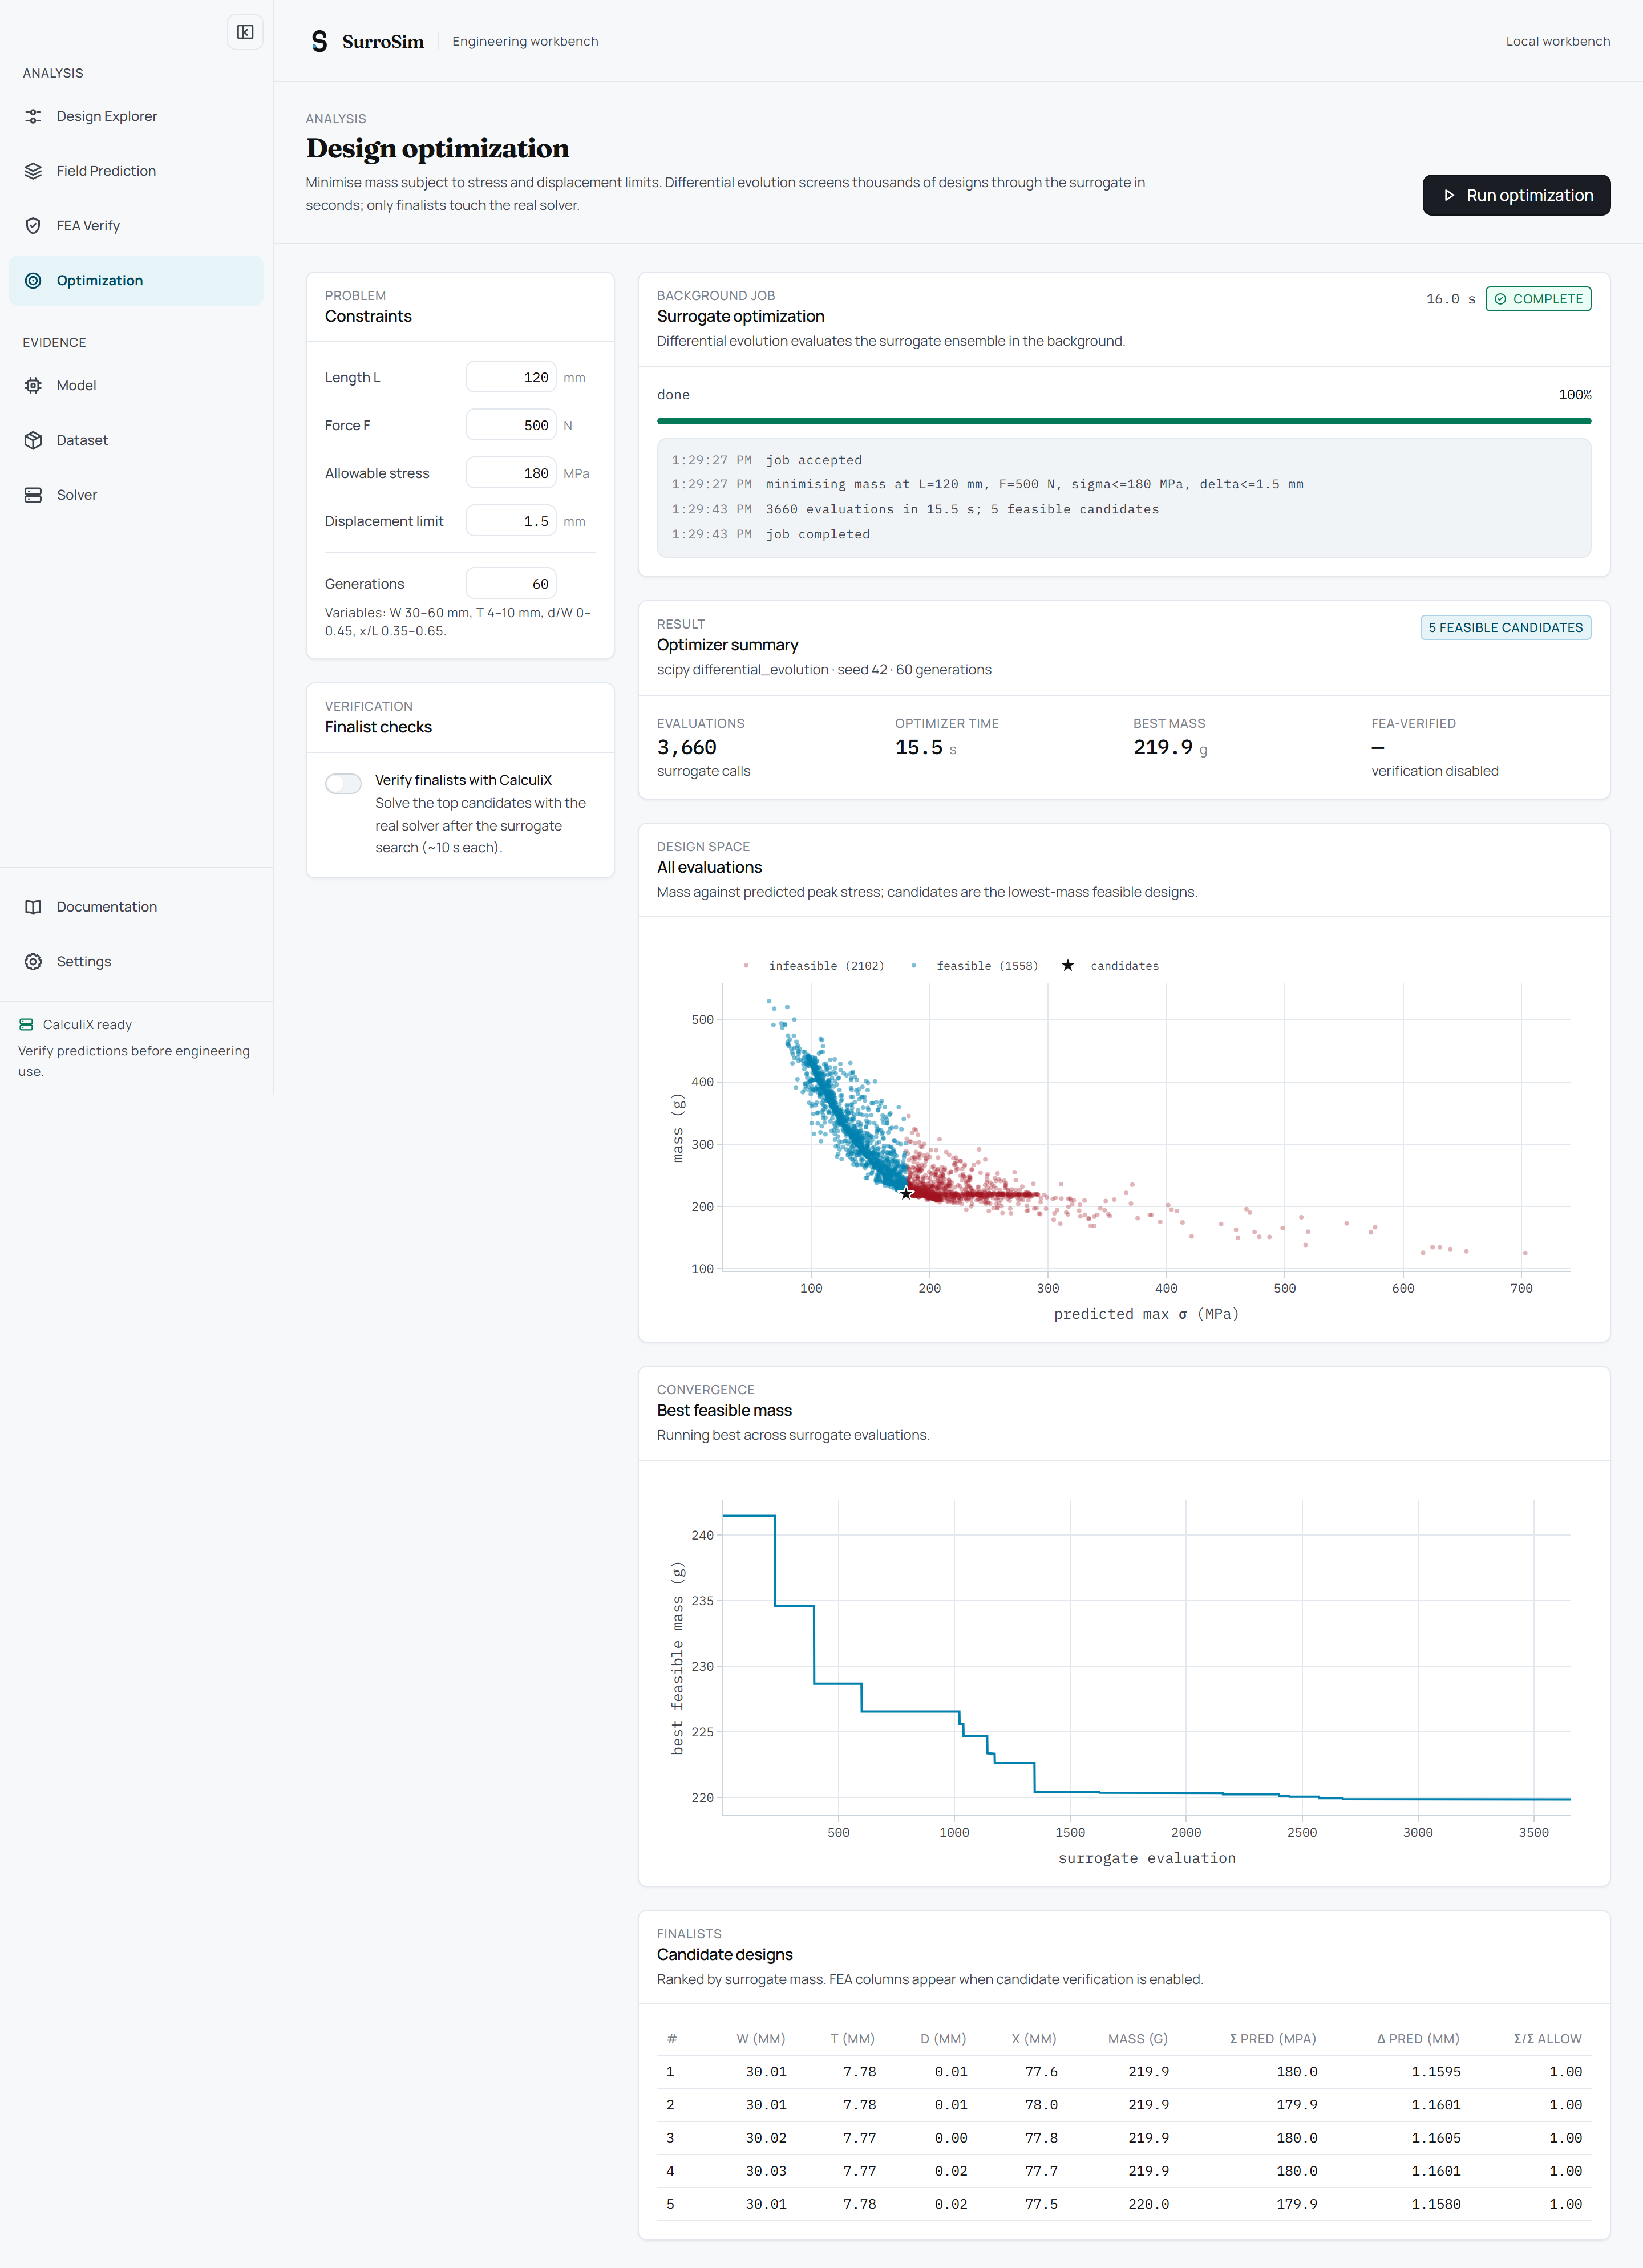 ANALYSIS
Design Explorer
Field Prediction
FEA Verify
Optimization
EVIDENCE
Model
Dataset
Solver
Documentation
Settings
CalculiX ready
Verify predictions before engineering
use.
SurroSim
Engineering workbench
Local workbench
ANALYSIS
Design optimization
Minimise mass subject to stress and displacement limits. Differential evolution screens thousands of designs through the surrogate in
seconds; only finalists touch the real solver.
Run optimization
PROBLEM
Constraints
Length L 120 mm
Force F 500 N
Allowable stress 180 MPa
Displacement limit 1.5 mm
Generations 60
Variables: W 30–60 mm, T 4–10 mm, d/W 0–
0.45, x/L 0.35–0.65.
VERIFICATION
Finalist checks
Verify finalists with CalculiX
Solve the top candidates with the
real solver after the surrogate
search (~10 s each).
BACKGROUND JOB
Surrogate optimization
Differential evolution evaluates the surrogate ensemble in the background.
16.0 s COMPLETE
done 100%
1:29:27 PM job accepted
1:29:27 PM minimising mass at L=120 mm, F=500 N, sigma<=180 MPa, delta<=1.5 mm
1:29:43 PM 3660 evaluations in 15.5 s; 5 feasible candidates
1:29:43 PM job completed
RESULT
Optimizer summary
scipy differential_evolution · seed 42 · 60 generations
5 FEASIBLE CANDIDATES
EVALUATIONS OPTIMIZER TIME BEST MASS FEA-VERIFIED
3,660 15.5 s 219.9 g –
surrogate calls verification disabled
DESIGN SPACE
All evaluations
Mass against predicted peak stress; candidates are the lowest-mass feasible designs.
infeasible (2102) feasible (1558) candidates
500
400
300
200
100
mass (g)
100 200 300 400 500 600 700
predicted max σ (MPa)
CONVERGENCE
Best feasible mass
Running best across surrogate evaluations.
240
235
230
225
220
best feasible mass (g)
500 1000 1500 2000 2500 3000 3500
surrogate evaluation
FINALISTS
Candidate designs
Ranked by surrogate mass. FEA columns appear when candidate verification is enabled.
# W (MM) T (MM) D (MM) X (MM) MASS (G) Σ PRED (MPA) Δ PRED (MM) Σ/Σ ALLOW
1 30.01 7.78 0.01 77.6 219.9 180.0 1.1595 1.00
2 30.01 7.78 0.01 78.0 219.9 179.9 1.1601 1.00
3 30.02 7.77 0.00 77.8 219.9 180.0 1.1605 1.00
4 30.03 7.77 0.02 77.7 219.9 180.0 1.1601 1.00
5 30.01 7.78 0.02 77.5 220.0 179.9 1.1580 1.00